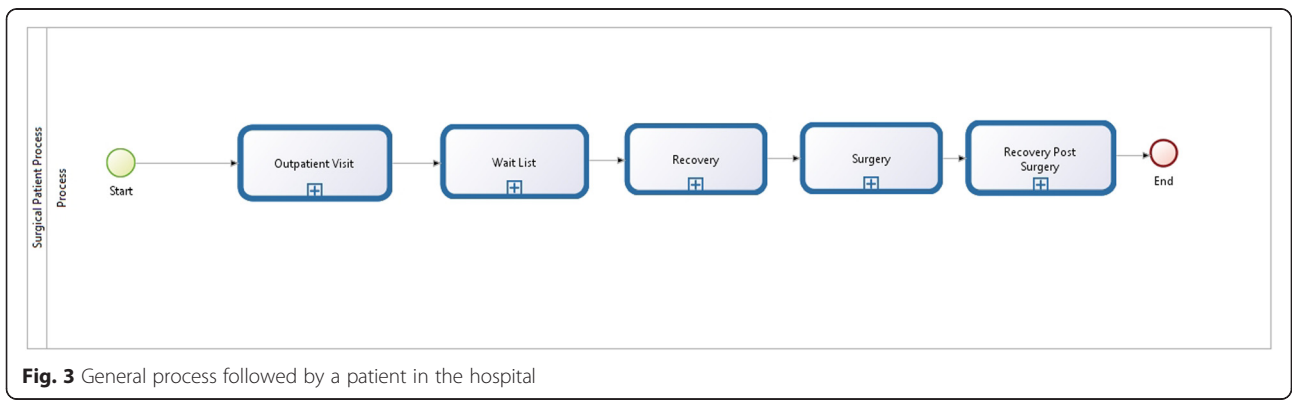 Surgical Patient Process
Process
Start
Outpatient Visit
Wait List
Recovery
Surgery
Recovery Post
Surgery
End
Fig. 3 General process followed by a patient in the hospital